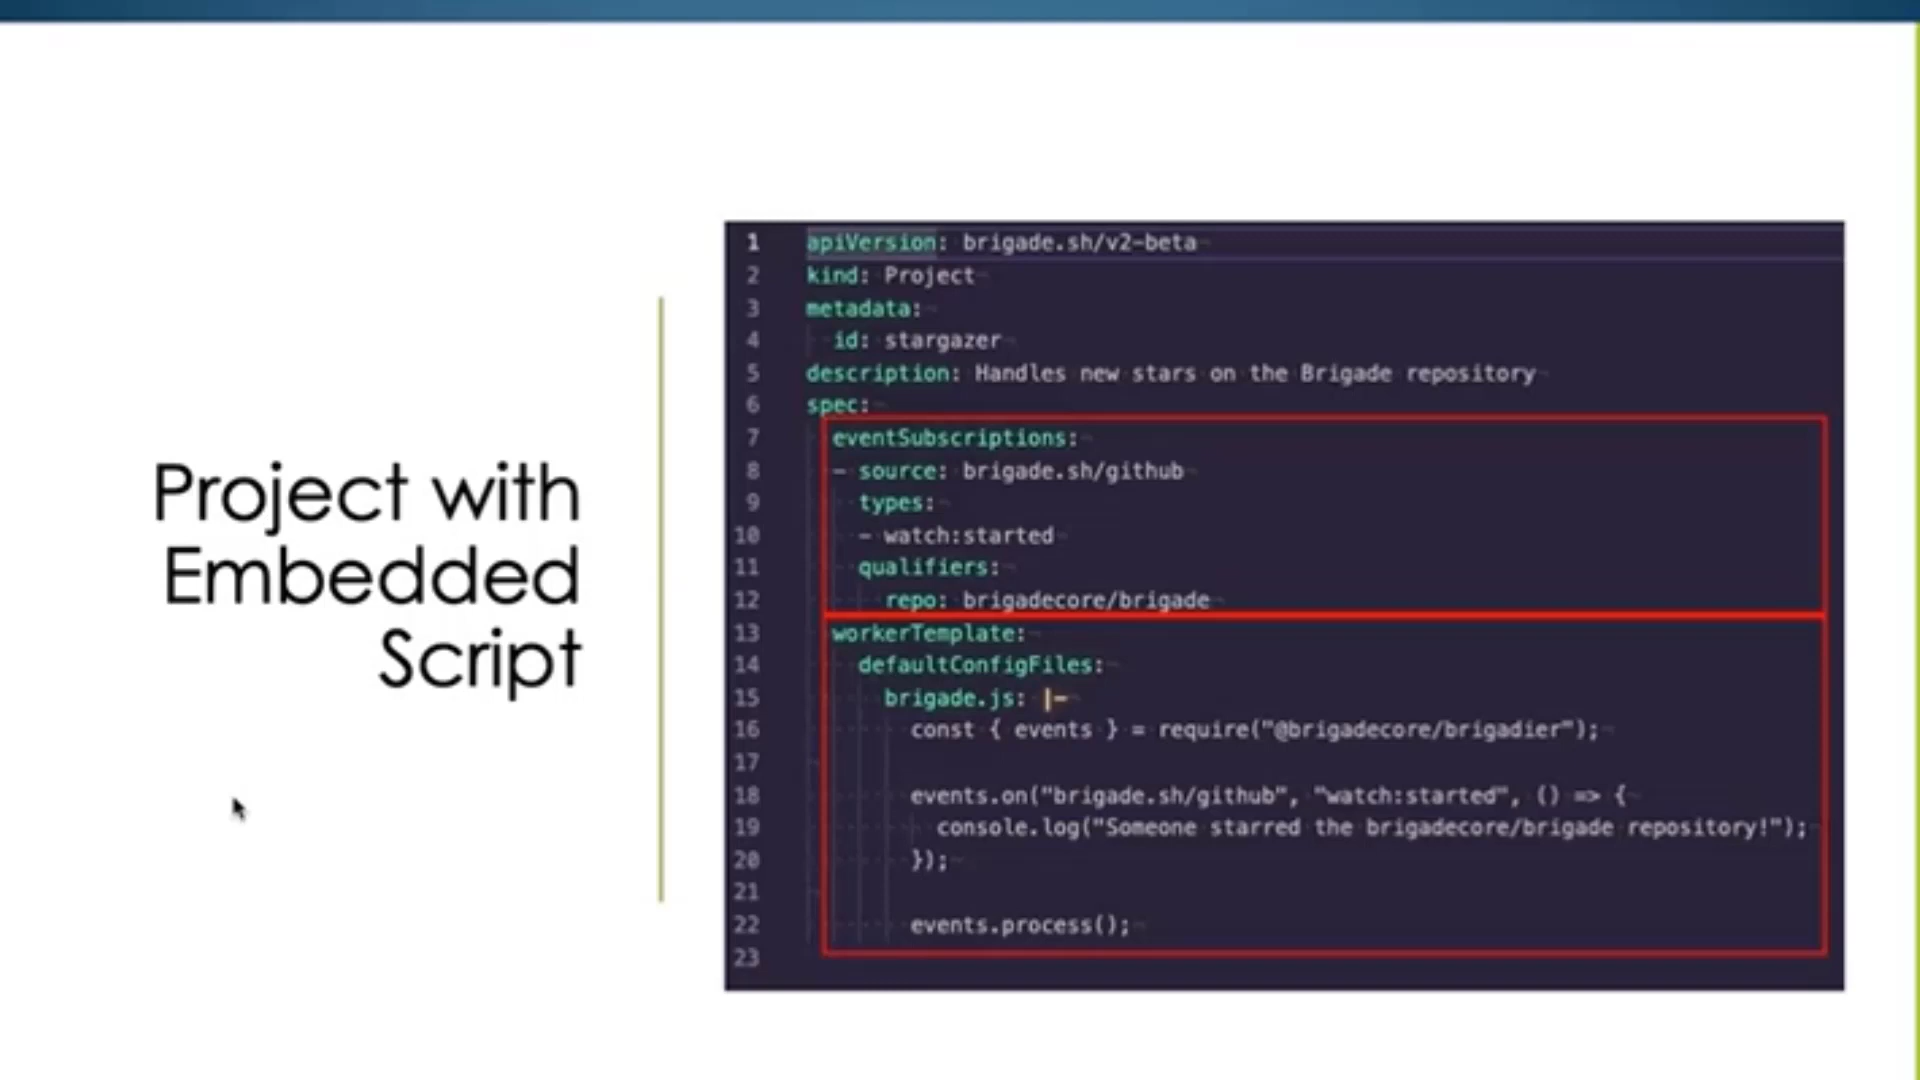 Project with
Embedded
Script
1 apiVersion: brigade.sh/v2-beta
2 kind: Project
3 metadata:
4   id: stargazer
5 description: Handles new stars on the Brigade repository
6 spec:
7   eventSubscriptions:
8   - source: brigade.sh/github
9     types:
10     - watch:started
11     qualifiers:
12       repo: brigadecore/brigade
13   workerTemplate:
14     defaultConfigFiles:
15       brigade.js: |-
16         const { events } = require("@brigadecore/brigadier");
17
18         events.on("brigade.sh/github", "watch:started", () => {
19           console.log("Someone starred the brigadecore/brigade repository!");
20         });
21
22         events.process();
23